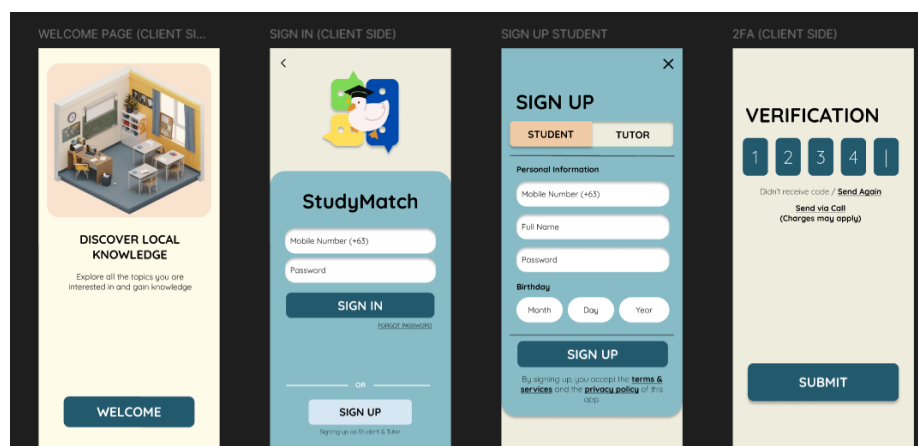 WELCOME PAGE (CLIENT SI...
DISCOVER LOCAL
KNOWLEDGE
Explore all the topics you are
interested in and gain knowledge
WELCOME
SIGN IN (CLIENT SIDE)
StudyMatch
Mobile Number (+63)
Password
SIGN IN
FORGOT PASSWORD
OR
SIGN UP
Signing up as Student & Tutor
SIGN UP STUDENT
SIGN UP
STUDENT
TUTOR
Personal Information
Mobile Number (+63)
Full Name
Password
Birthday
Month
Day
Year
SIGN UP
By signing up, you accept the terms &
services and the privacy policy of this
app.
2FA (CLIENT SIDE)
VERIFICATION
1 2 3 4 |
Didn't receive code / Send Again
Send via Call
(Charges may apply)
SUBMIT